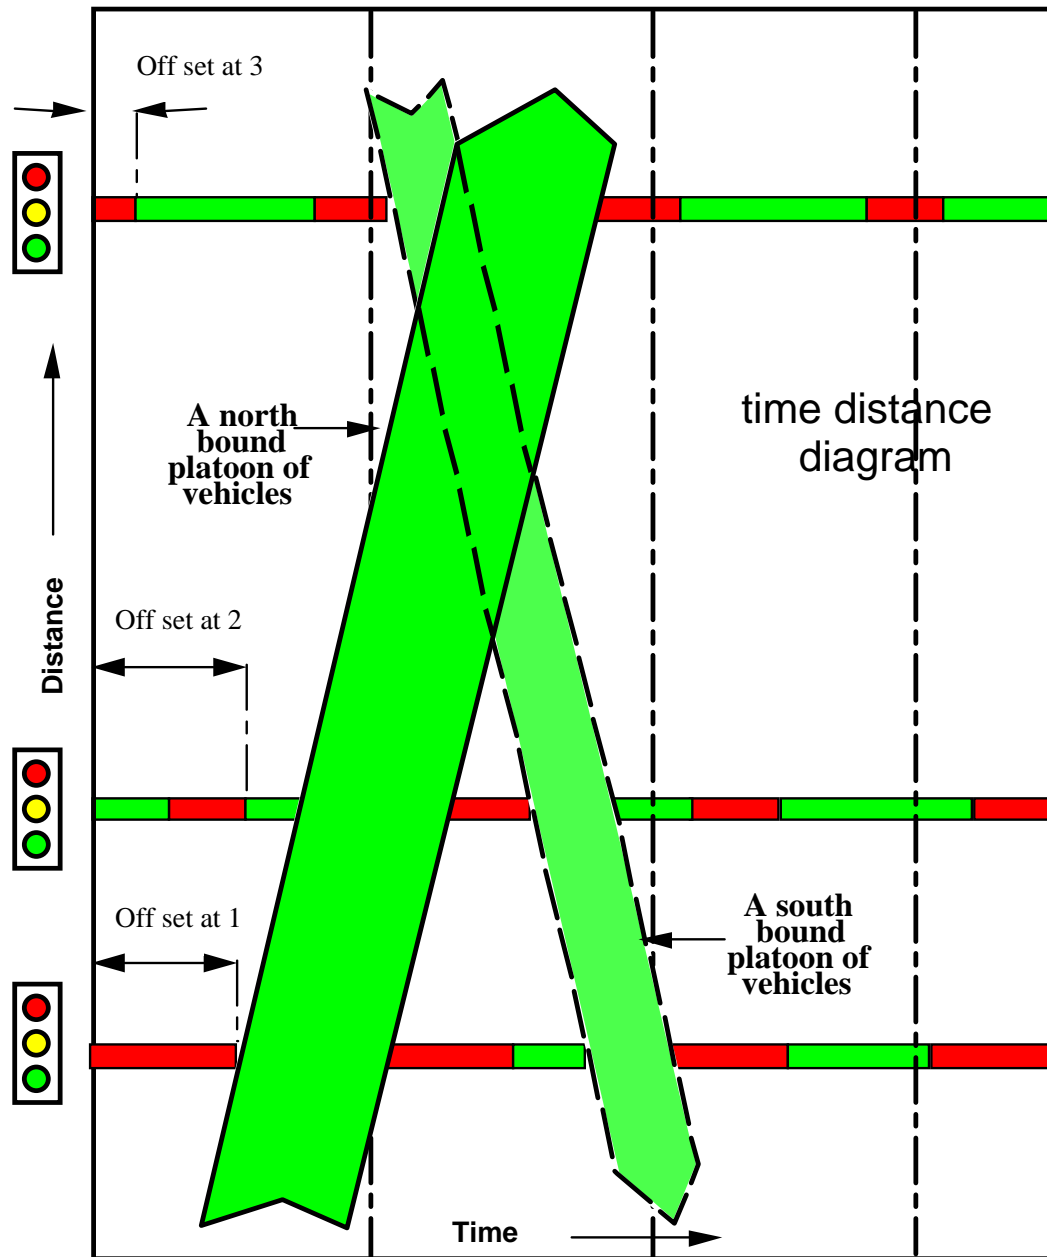 Off set at 3
A north
bound
platoon of
vehicles
time distance
diagram
Distance
Off set at 2
Off set at 1
A south
bound
platoon of
vehicles
Time